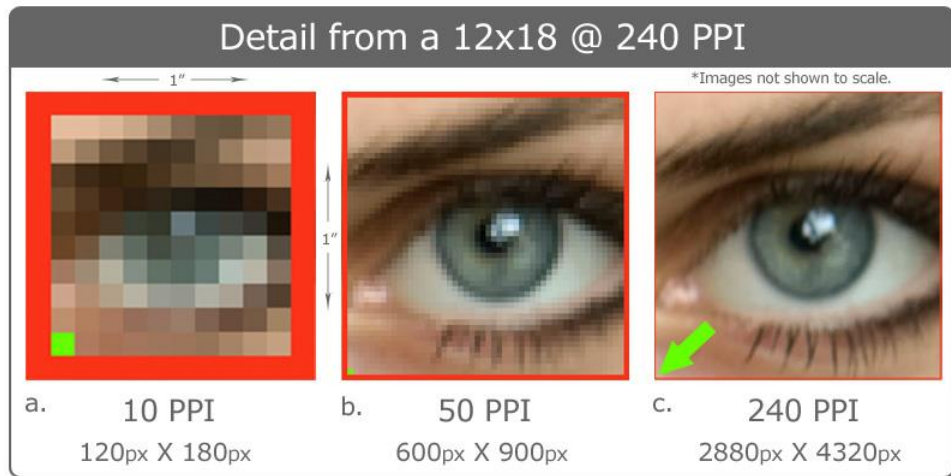 Detail from a 12x18 @ 240 PPI
1"
*Images not shown to scale.
1"
a. 10 PPI
120px X 180px
b. 50 PPI
600px X 900px
c. 240 PPI
2880px X 4320px